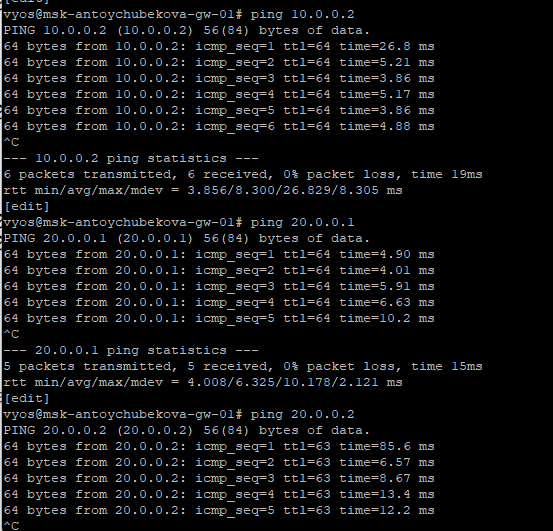 [edit]
vyos@msk-antoychubekova-gw-01# ping 10.0.0.2
PING 10.0.0.2 (10.0.0.2) 56(84) bytes of data.
64 bytes from 10.0.0.2: icmp_seq=1 ttl=64 time=26.8 ms
64 bytes from 10.0.0.2: icmp_seq=2 ttl=64 time=5.21 ms
64 bytes from 10.0.0.2: icmp_seq=3 ttl=64 time=3.86 ms
64 bytes from 10.0.0.2: icmp_seq=4 ttl=64 time=5.17 ms
64 bytes from 10.0.0.2: icmp_seq=5 ttl=64 time=3.86 ms
64 bytes from 10.0.0.2: icmp_seq=6 ttl=64 time=4.88 ms
^C
--- 10.0.0.2 ping statistics ---
6 packets transmitted, 6 received, 0% packet loss, time 19ms
rtt min/avg/max/mdev = 3.856/8.300/26.829/8.305 ms
[edit]
vyos@msk-antoychubekova-gw-01# ping 20.0.0.1
PING 20.0.0.1 (20.0.0.1) 56(84) bytes of data.
64 bytes from 20.0.0.1: icmp_seq=1 ttl=64 time=4.90 ms
64 bytes from 20.0.0.1: icmp_seq=2 ttl=64 time=4.01 ms
64 bytes from 20.0.0.1: icmp_seq=3 ttl=64 time=5.91 ms
64 bytes from 20.0.0.1: icmp_seq=4 ttl=64 time=6.63 ms
64 bytes from 20.0.0.1: icmp_seq=5 ttl=64 time=10.2 ms
^C
--- 20.0.0.1 ping statistics ---
5 packets transmitted, 5 received, 0% packet loss, time 15ms
rtt min/avg/max/mdev = 4.008/6.325/10.178/2.121 ms
[edit]
vyos@msk-antoychubekova-gw-01# ping 20.0.0.2
PING 20.0.0.2 (20.0.0.2) 56(84) bytes of data.
64 bytes from 20.0.0.2: icmp_seq=1 ttl=63 time=85.6 ms
64 bytes from 20.0.0.2: icmp_seq=2 ttl=63 time=6.57 ms
64 bytes from 20.0.0.2: icmp_seq=3 ttl=63 time=8.67 ms
64 bytes from 20.0.0.2: icmp_seq=4 ttl=63 time=13.4 ms
64 bytes from 20.0.0.2: icmp_seq=5 ttl=63 time=12.2 ms
^C